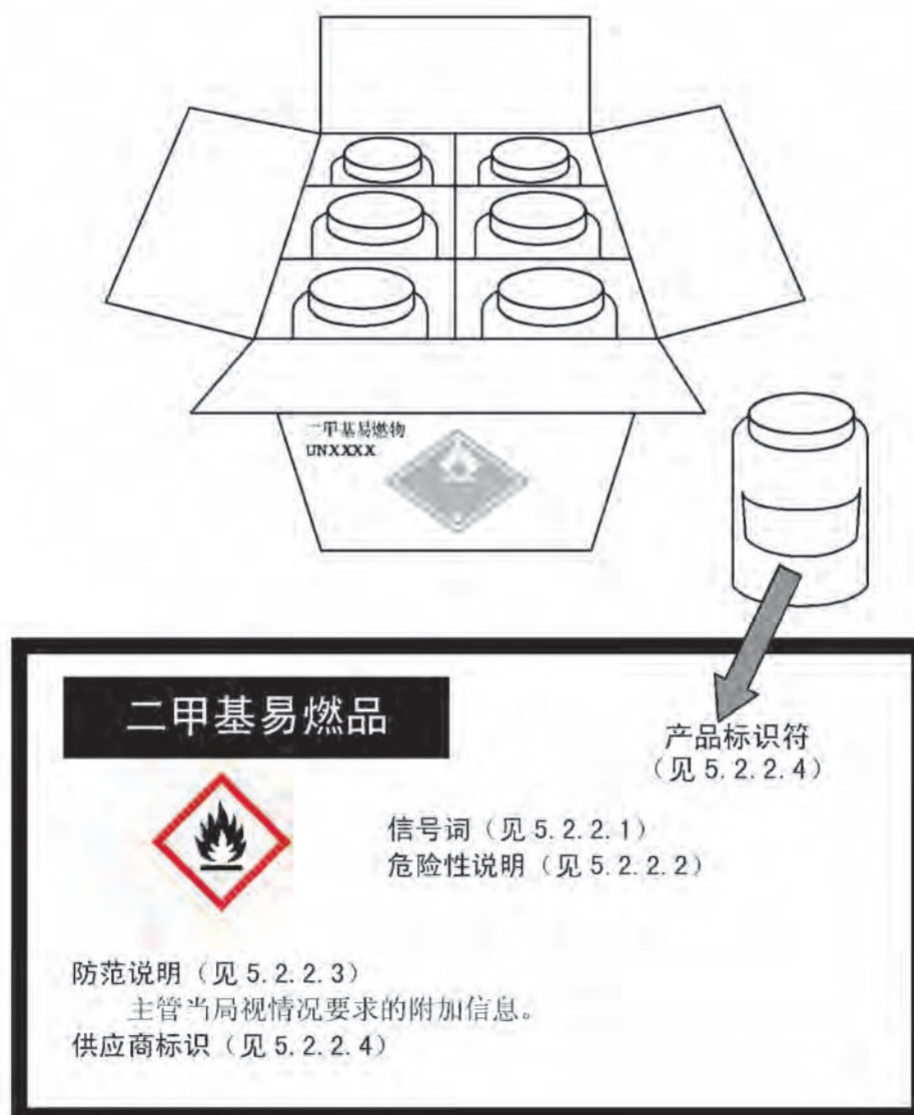 二甲基易燃物
UNXXXX
二甲基易燃品
产品标识符
（见 5.2.2.4）
信号词（见 5.2.2.1）
危险性说明（见 5.2.2.2）
防范说明（见 5.2.2.3）
主管当局视情况要求的附加信息。
供应商标识（见 5.2.2.4）